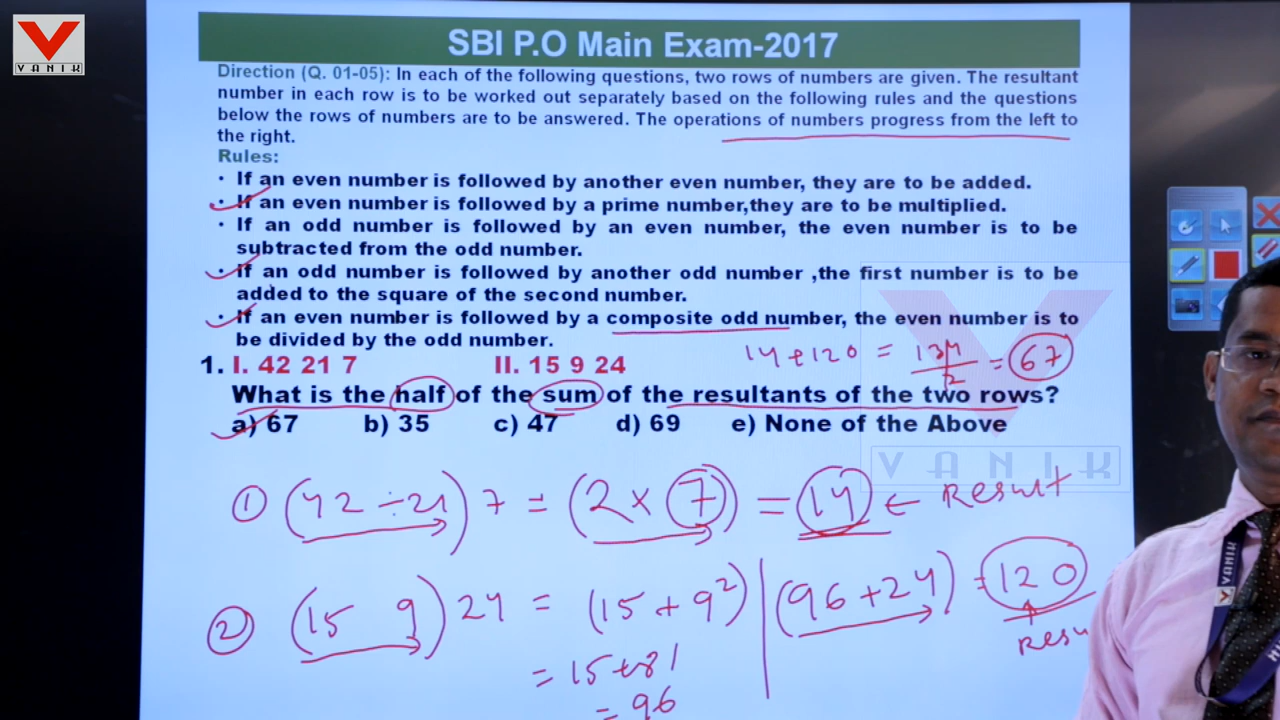 VANIK
SBI P.O Main Exam-2017
Direction (Q. 01-05): In each of the following questions, two rows of numbers are given. The resultant
number in each row is to be worked out separately based on the following rules and the questions
below the rows of numbers are to be answered. The operations of numbers progress from the left to
the right.
Rules:
· If an even number is followed by another even number, they are to be added.
· If an even number is followed by a prime number,they are to be multiplied.
· If an odd number is followed by an even number, the even number is to be
subtracted from the odd number.
· If an odd number is followed by another odd number ,the first number is to be
added to the square of the second number.
· If an even number is followed by a composite odd number, the even number is to
be divided by the odd number.
14+120 = 134/2 = 67
1. I. 42 21 7 II. 15 9 24
What is the half of the sum of the resultants of the two rows?
a) 67 b) 35 c) 47 d) 69 e) None of the Above
VANIK
① (42 ÷ 21) 7 = (2 × 7) = 14 ← Result
② (15 9) 24 = (15 + 9²) | (96 + 24) = 120
= 15+81
= 96
VANIK